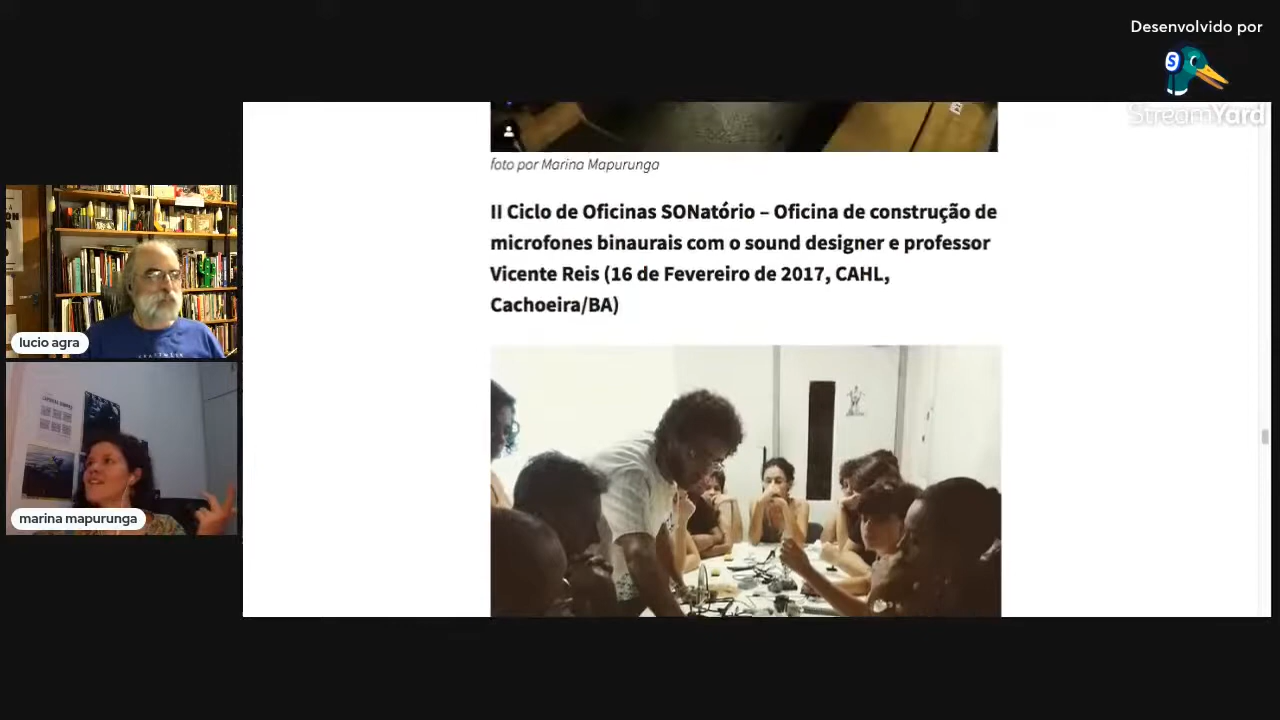 Desenvolvido por
S
StreamYard
foto por Marina Mapurunga
II Ciclo de Oficinas SONatório – Oficina de construção de
microfones binaurais com o sound designer e professor
Vicente Reis (16 de Fevereiro de 2017, CAHL,
Cachoeira/BA)
lucio agra
marina mapurunga